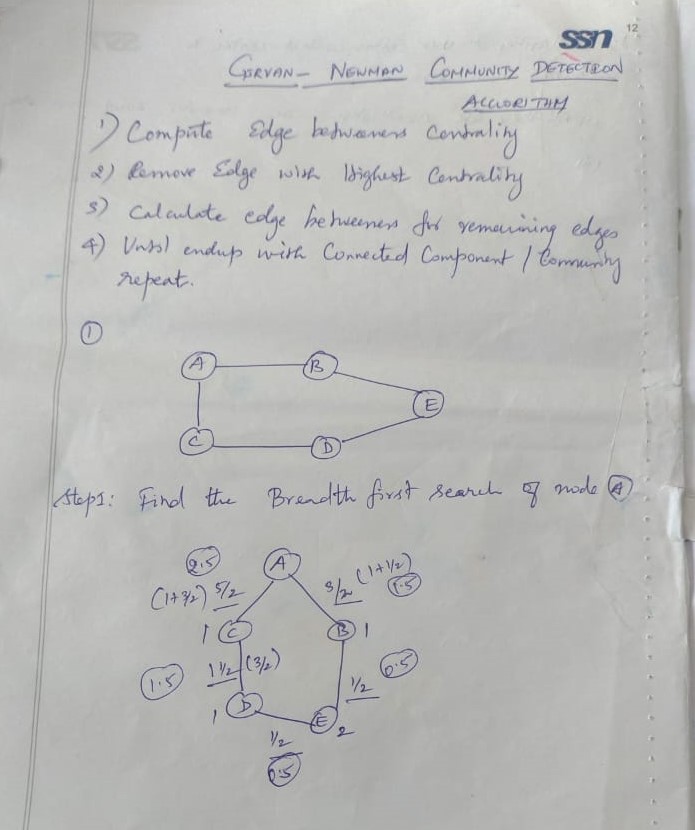 ssn
12
GIRVAN- NEWMAN COMMUNITY DETECTION
ALGORITHM
1) Compute Edge betweeness Centrality
2) Remove Edge with Highest Centrality
3) Calculate edge betweeness for remaining edges
4) Until endup with Connected Component / Community
repeat.
①
A B
E
C D
Step1: Find the Breadth first search of node A
2.5 A
(1+3/2) 5/2 3/2 (1+1/2) 1.5
1 C B 1
1.5 1 1/2 (3/2) 1/2 0.5
1 D E 2
1/2
0.5